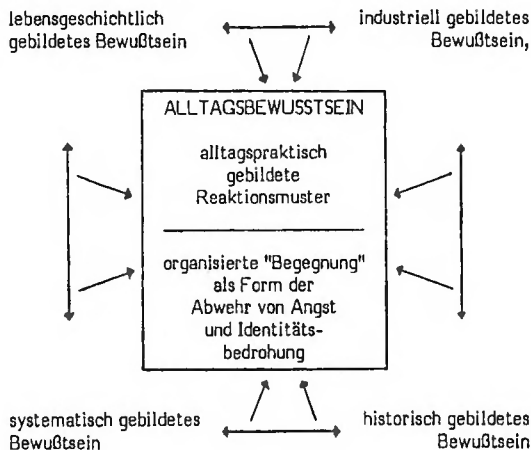 lebensgeschichtlich
gebildetes Bewußtsein
industriell gebildetes
Bewußtsein,
ALLTAGSBEWUSSTSEIN
alltagspraktisch
gebildete
Reaktionsmuster
organisierte "Begegnung"
als Form der
Abwehr von Angst
und Identitäts-
bedrohung
systematisch gebildetes
Bewußtsein
historisch gebildetes
Bewußtsein